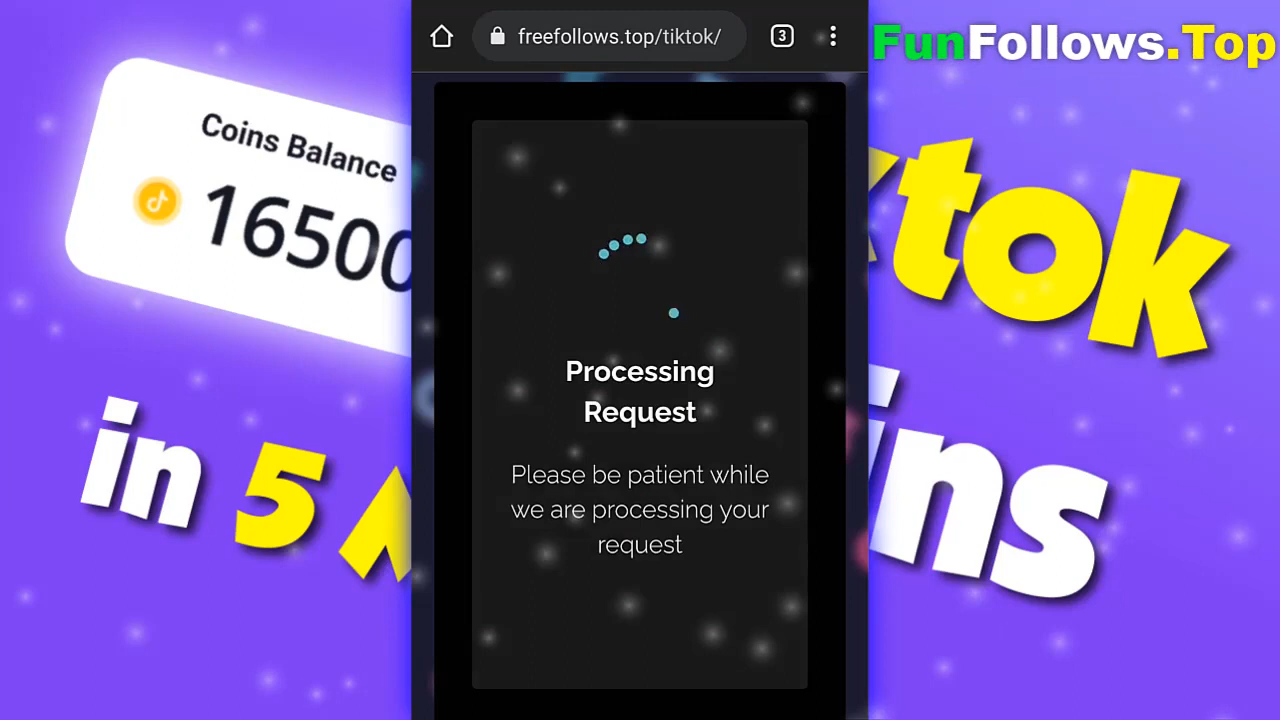 freefollows.top/tiktok/
3
FunFollows.Top
Coins Balance
16500
tok
in 5 M
ins
Processing
Request
Please be patient while
we are processing your
request